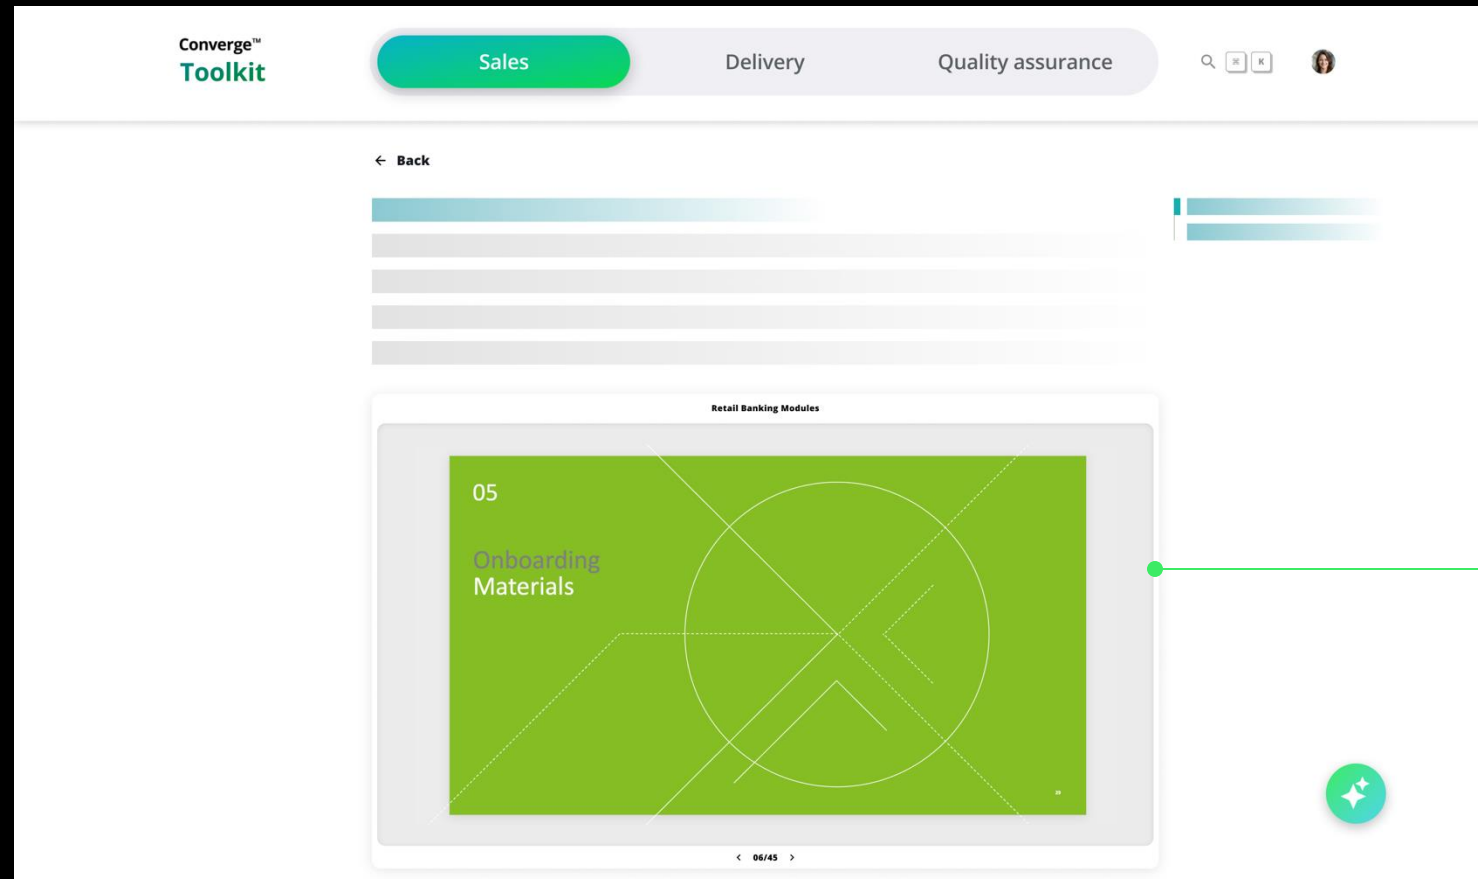 Converge™
Toolkit
Sales
Delivery
Quality assurance
⌘ K
← Back
Retail Banking Modules
05
Onboarding
Materials
< 06/45 >